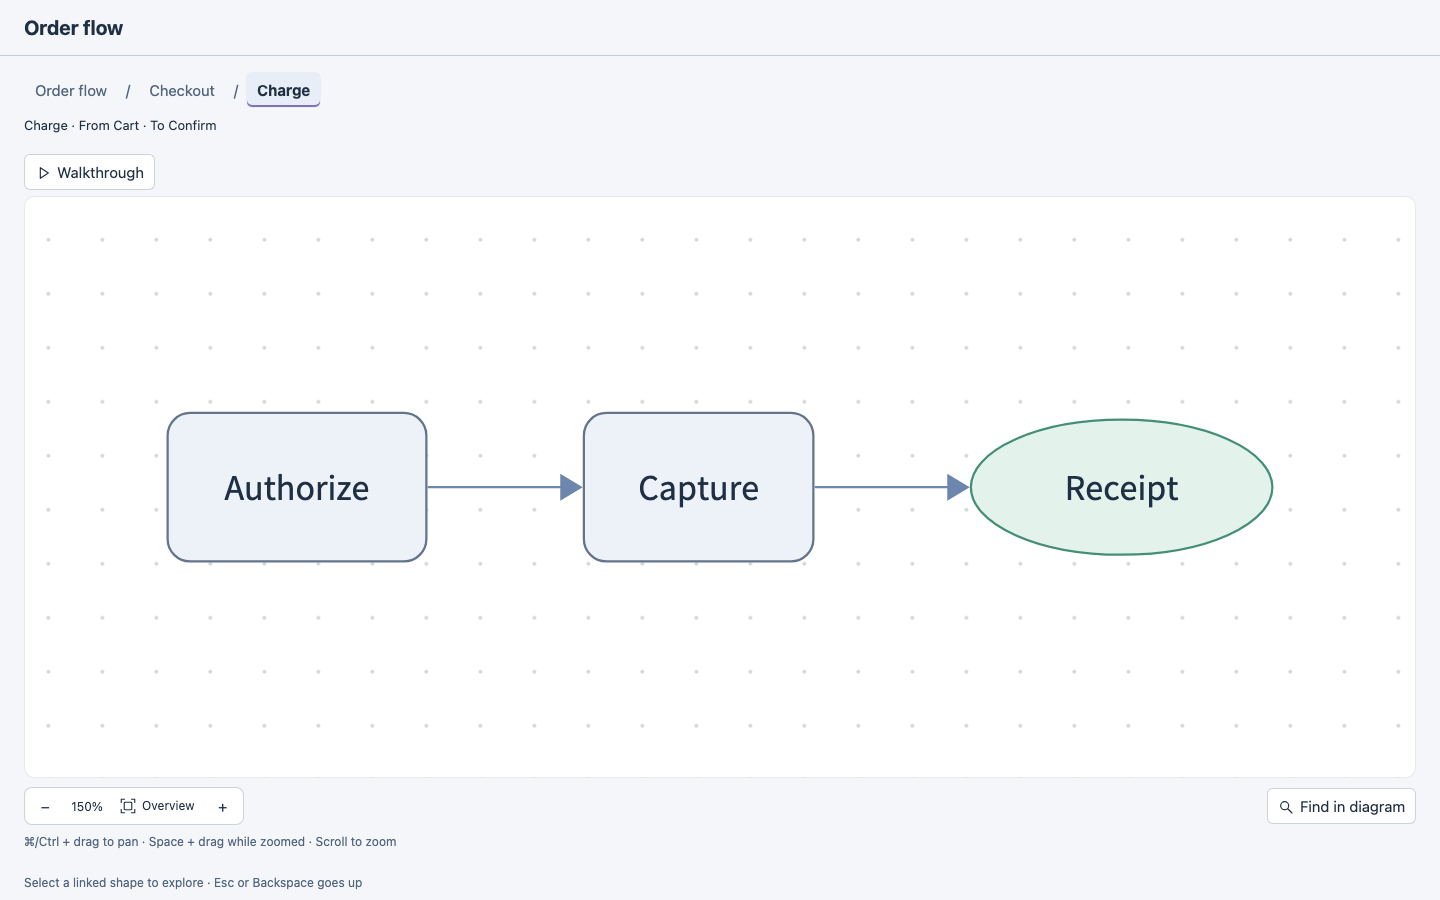 Order flow
Order flow / Checkout / Charge
Charge · From Cart · To Confirm
Walkthrough
Authorize
Capture
Receipt
− 150% Overview +
Find in diagram
⌘/Ctrl + drag to pan · Space + drag while zoomed · Scroll to zoom
Select a linked shape to explore · Esc or Backspace goes up